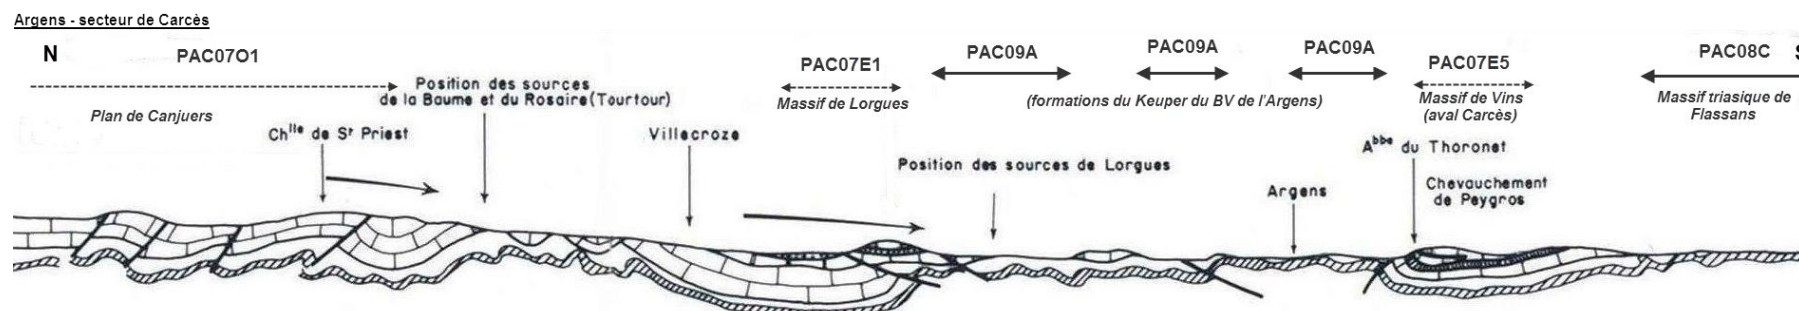 Argens - secteur de Carcès
N
PAC07O1
PAC07E1
PAC09A
PAC09A
PAC09A
PAC07E5
PAC08C
Plan de Canjuers
Position des sources
de la Baume et du Rosaire (Tourtour)
Massif de Lorgues
(formations du Keuper du BV de l'Argens)
Massif de Vins
(aval Carcès)
Massif triasique de
Flassans
Chlle de St Priest
Villecroze
Position des sources de Lorgues
Argens
Abbe du Thoronet
Chevauchement
de Peygros